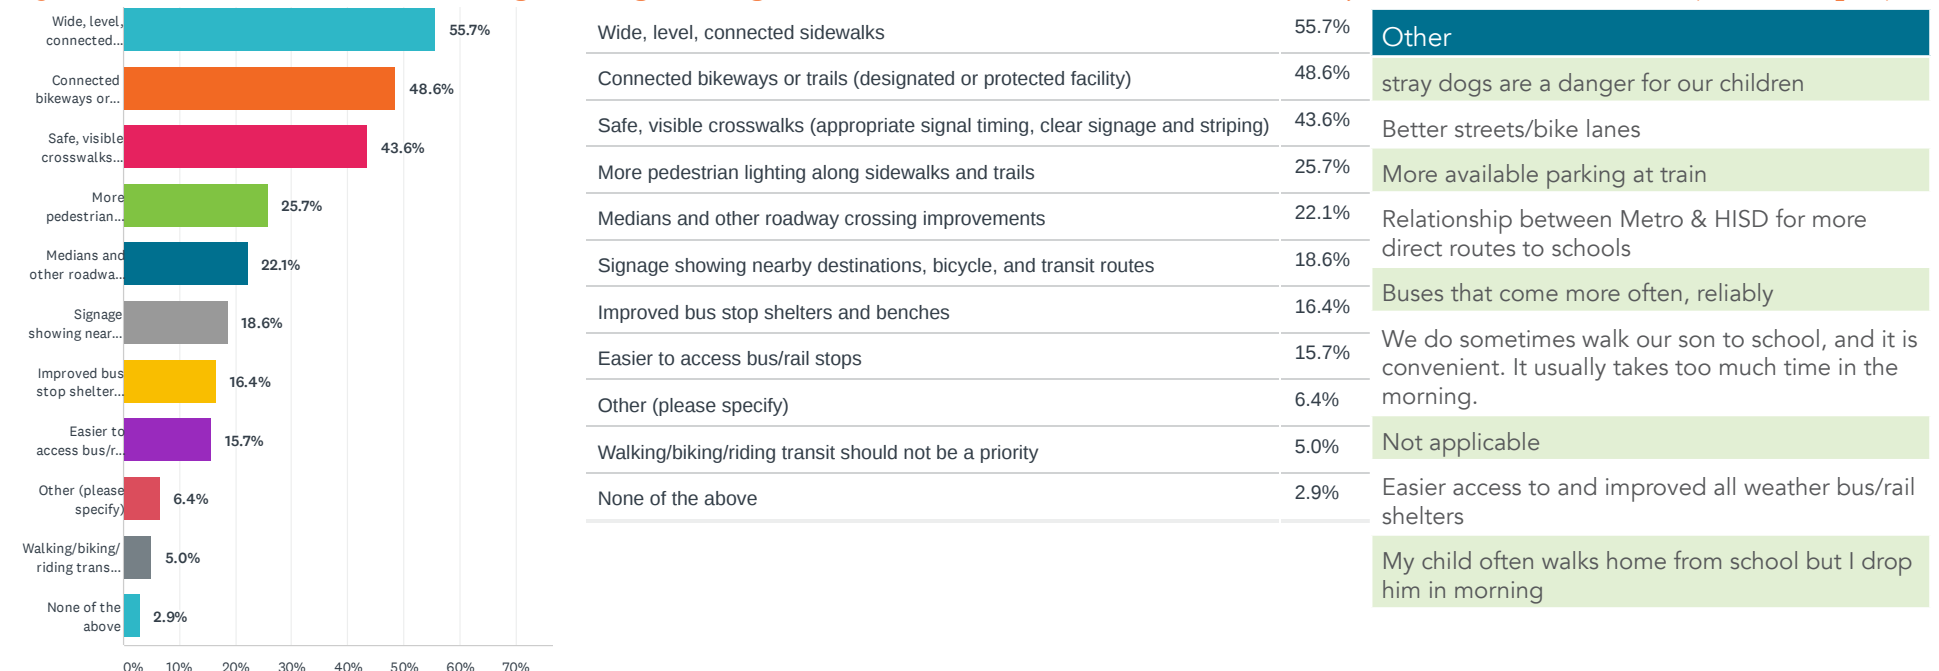 Wide, level,
connected...
55.7%
Connected
bikeways or...
48.6%
Safe, visible
crosswalks...
43.6%
More
pedestrian...
25.7%
Medians and
other roadwa...
22.1%
Signage
showing near...
18.6%
Improved bus
stop shelter...
16.4%
Easier to
access bus/r...
15.7%
Other (please
specify)
6.4%
Walking/biking/
riding trans...
5.0%
None of the
above
2.9%
0% 10% 20% 30% 40% 50% 60% 70%
Wide, level, connected sidewalks 55.7%
Connected bikeways or trails (designated or protected facility) 48.6%
Safe, visible crosswalks (appropriate signal timing, clear signage and striping) 43.6%
More pedestrian lighting along sidewalks and trails 25.7%
Medians and other roadway crossing improvements 22.1%
Signage showing nearby destinations, bicycle, and transit routes 18.6%
Improved bus stop shelters and benches 16.4%
Easier to access bus/rail stops 15.7%
Other (please specify) 6.4%
Walking/biking/riding transit should not be a priority 5.0%
None of the above 2.9%
Other
stray dogs are a danger for our children
Better streets/bike lanes
More available parking at train
Relationship between Metro & HISD for more
direct routes to schools
Buses that come more often, reliably
We do sometimes walk our son to school, and it is
convenient. It usually takes too much time in the
morning.
Not applicable
Easier access to and improved all weather bus/rail
shelters
My child often walks home from school but I drop
him in morning